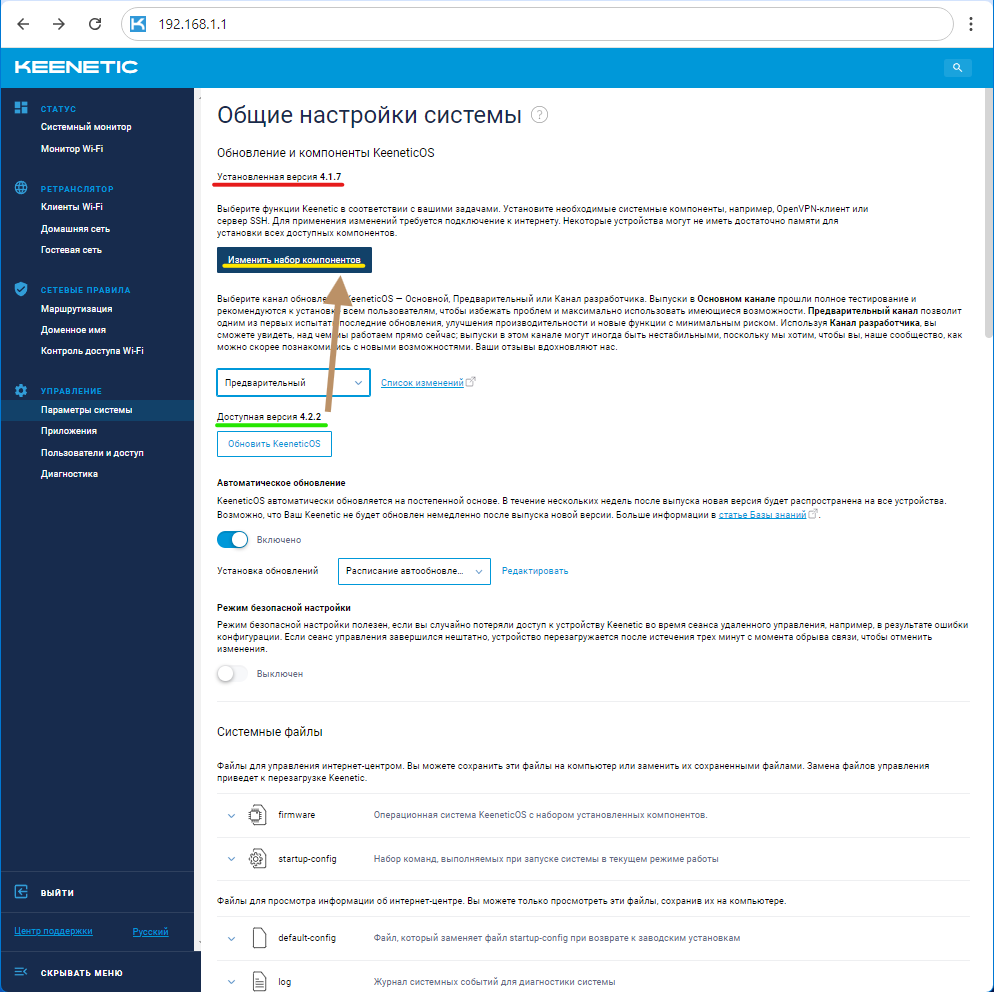 192.168.1.1
KEENETIC
СТАТУС
Системный монитор
Монитор Wi-Fi
РЕТРАНСЛЯТОР
Клиенты Wi-Fi
Домашняя сеть
Гостевая сеть
СЕТЕВЫЕ ПРАВИЛА
Маршрутизация
Доменное имя
Контроль доступа Wi-Fi
УПРАВЛЕНИЕ
Параметры системы
Приложения
Пользователи и доступ
Диагностика
ВЫЙТИ
Центр поддержки Русский
СКРЫВАТЬ МЕНЮ
Общие настройки системы ?
Обновление и компоненты KeeneticOS
Установленная версия 4.1.7
Выберите функции Keenetic в соответствии с вашими задачами. Установите необходимые системные компоненты, например, OpenVPN-клиент или
сервер SSH. Для применения изменений требуется подключение к интернету. Некоторые устройства могут не иметь достаточно памяти для
установки всех доступных компонентов.
Изменить набор компонентов
Выберите канал обновле KeeneticOS — Основной, Предварительный или Канал разработчика. Выпуски в Основном канале прошли полное тестирование и
рекомендуются к установк всем пользователям, чтобы избежать проблем и максимально использовать имеющиеся возможности. Предварительный канал позволит
одним из первых испытат последние обновления, улучшения производительности и новые функции с минимальным риском. Используя Канал разработчика, вы
сможете увидеть, над чем мы работаем прямо сейчас; выпуски в этом канале могут иногда быть нестабильными, поскольку мы хотим, чтобы вы, наше сообщество, как
можно скорее познакоми ись с новыми возможностями. Ваши отзывы вдохновляют нас.
Предварительный Список изменений
Доступная версия 4.2.2
Обновить KeeneticOS
Автоматическое обновление
KeeneticOS автоматически обновляется на постепенной основе. В течение нескольких недель после выпуска новая версия будет распространена на все устройства.
Возможно, что Ваш Keenetic не будет обновлен немедленно после выпуска новой версии. Больше информации в статье Базы знаний.
Включено
Установка обновлений Расписание автообновле... Редактировать
Режим безопасной настройки
Режим безопасной настройки полезен, если вы случайно потеряли доступ к устройству Keenetic во время сеанса удаленного управления, например, в результате ошибки
конфигурации. Если сеанс управления завершился нештатно, устройство перезагружается после истечения трех минут с момента обрыва связи, чтобы отменить
изменения.
Выключен
Системные файлы
Файлы для управления интернет-центром. Вы можете сохранить эти файлы на компьютер или заменить их сохраненными файлами. Замена файлов управления
приведет к перезагрузке Keenetic.
firmware Операционная система KeeneticOS с набором установленных компонентов.
startup-config Набор команд, выполняемых при запуске системы в текущем режиме работы
Файлы для просмотра информации об интернет-центре. Вы можете только просмотреть эти файлы, сохранив их на компьютере.
default-config Файл, который заменяет файл startup-config при возврате к заводским установкам
log Журнал системных событий для диагностики системы